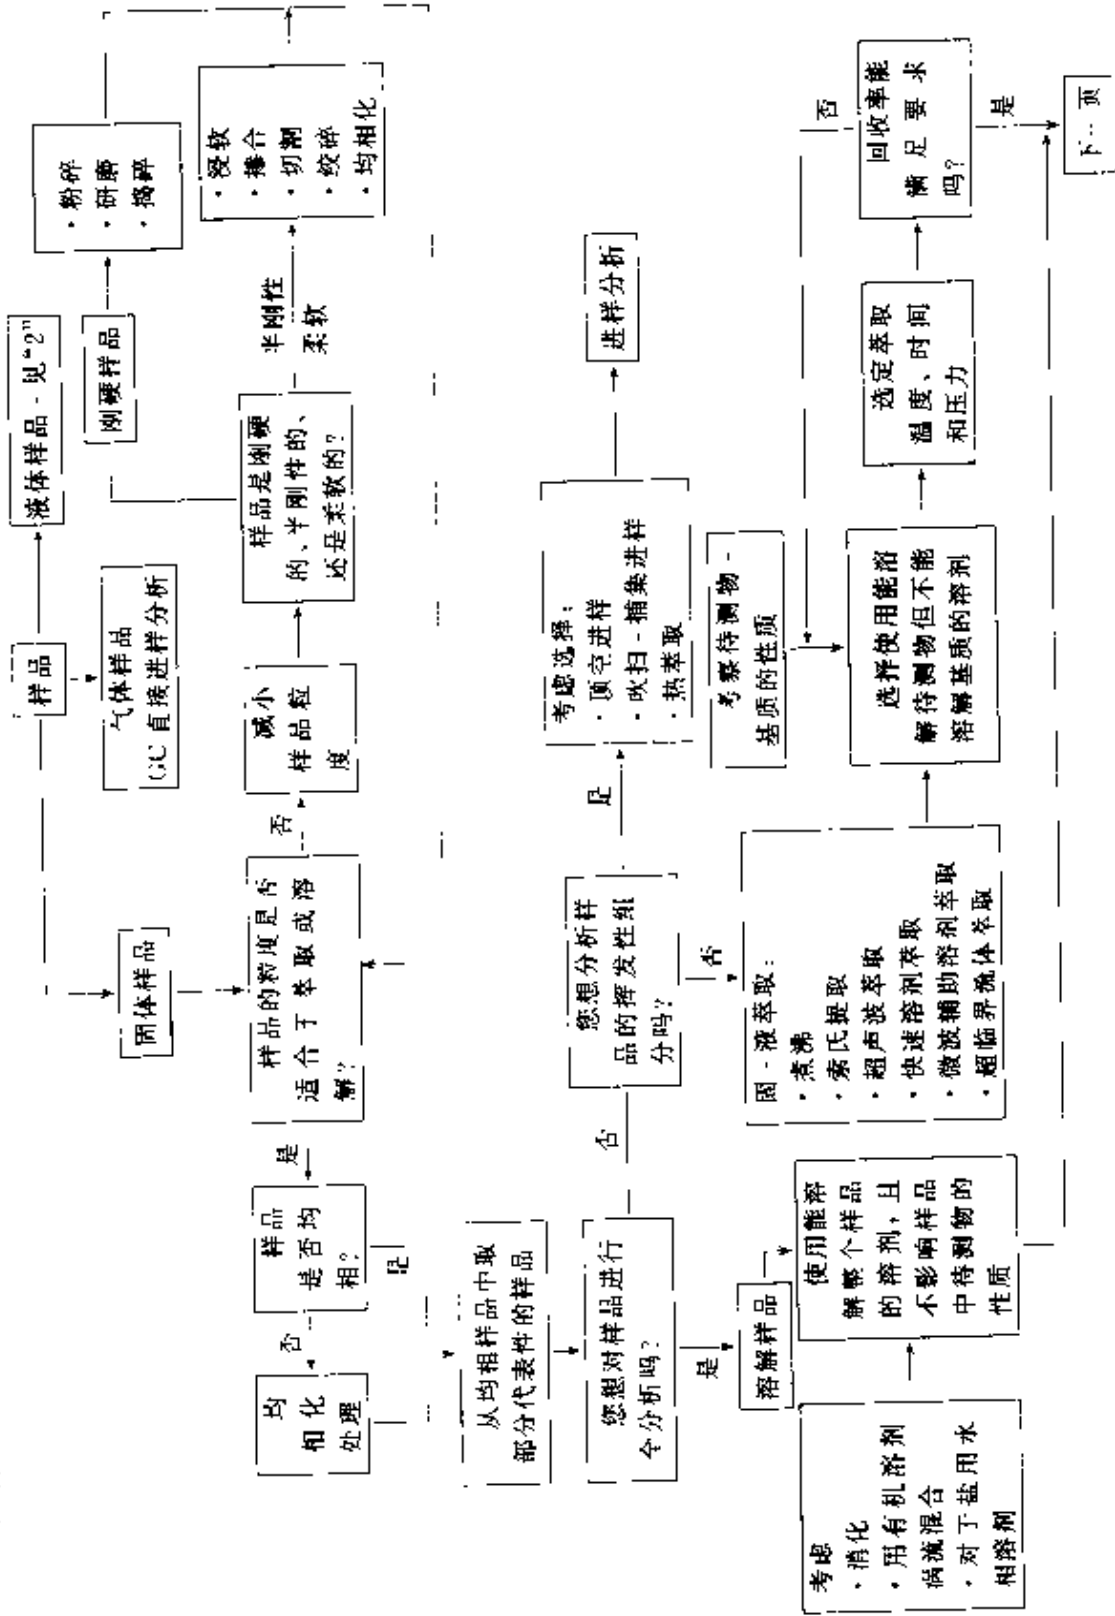 样品
液体样品-见“2”
气体样品
GC直接进样分析
固体样品
刚硬样品
· 粉碎
· 研磨
· 捣碎
样品的粒度是否
适合于萃取或溶
解?
否
减小
样品粒
度
样品是刚硬
的、半刚性的、
还是柔软的?
半刚性
柔软
· 浸软
· 掺合
· 切割
· 绞碎
· 均相化
是
样品
是否均
相?
否
均
相化
处理
是
从均相样品中取
部分代表性的样品
您想对样品进行
全分析吗?
否
您想分析样
品的挥发性组
分吗?
是
考虑选择:
· 顶空进样
· 吹扫-捕集进样
· 热萃取
进样分析
是
溶解样品
否
固-液萃取:
· 煮沸
· 索氏提取
· 超声波萃取
· 快速溶剂萃取
· 微波辅助溶剂萃取
· 超临界流体萃取
考察待测物-
基质的性质
选择使用能溶
解待测物但不能
溶解基质的溶剂
选定萃取
温度、时间
和压力
回收率能
满足要求
吗?
否
是
下一页
考虑
· 消化
· 用有机溶剂
涡流混合
· 对于盐用水
相溶剂
使用能溶
解整个样品
的溶剂,且
不影响样品
中待测物的
性质